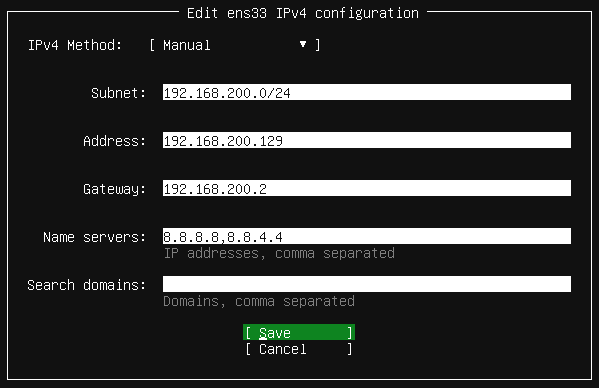 Edit ens33 IPv4 configuration
IPv4 Method: [ Manual ▼ ]
Subnet: 192.168.200.0/24
Address: 192.168.200.129
Gateway: 192.168.200.2
Name servers: 8.8.8.8,8.8.4.4
IP addresses, comma separated
Search domains:
Domains, comma separated
[ Save ]
[ Cancel ]